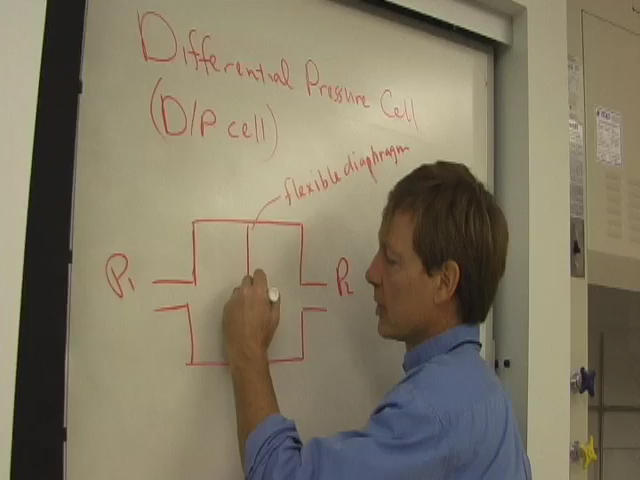 Differential Pressure Cell
(D/P cell)
flexible diaphragm
P1
P2